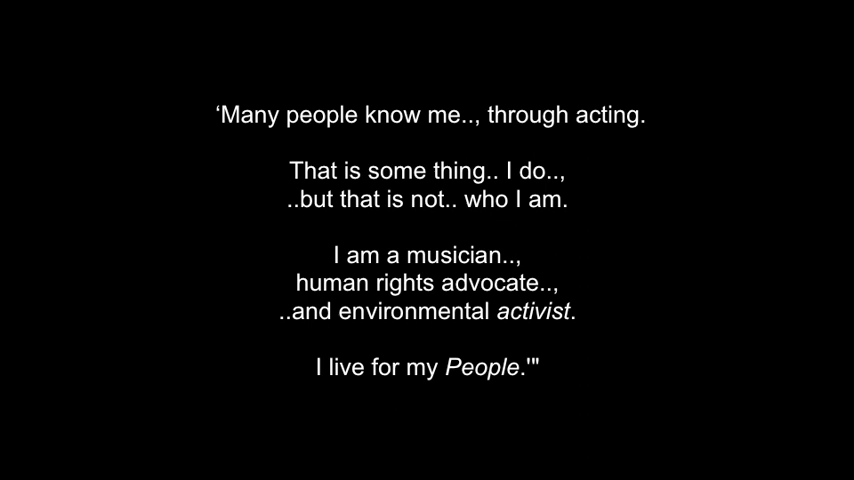 ‘Many people know me.., through acting.
That is some thing.. I do..,
..but that is not.. who I am.
I am a musician..,
human rights advocate..,
..and environmental activist.
I live for my People.'"